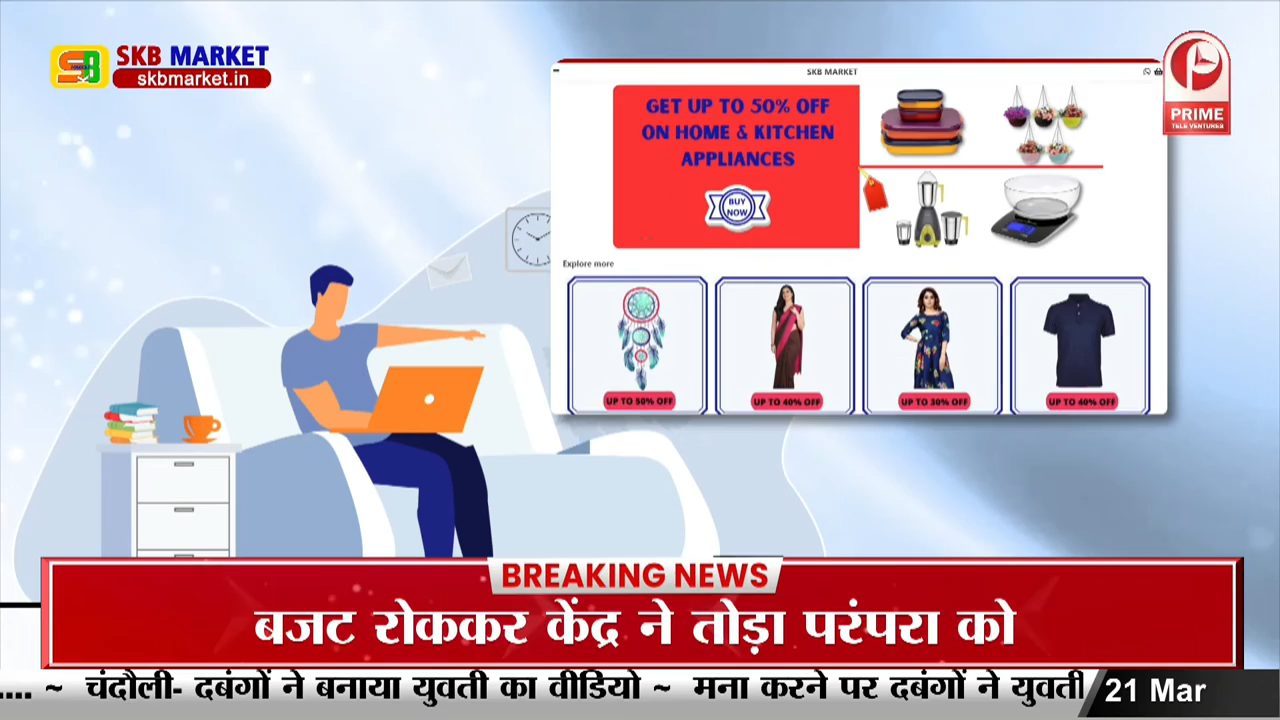 SKB MARKET
skbmarket.in
SKB MARKET
PRIME
TELE VENTURES
GET UP TO 50% OFF
ON HOME & KITCHEN
APPLIANCES
BUY
NOW
Explore more
UP TO 50% OFF
UP TO 40% OFF
UP TO 30% OFF
UP TO 40% OFF
BREAKING NEWS
बजट रोककर केंद्र ने तोड़ा परंपरा को
.... ~ चंदौली- दबंगों ने बनाया युवती का वीडियो ~ मना करने पर दबंगों ने युवती
21 Mar